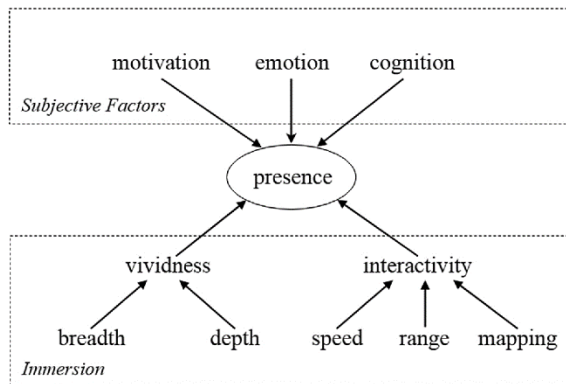 motivation emotion cognition
Subjective Factors
presence
vividness interactivity
breadth depth speed range mapping
Immersion